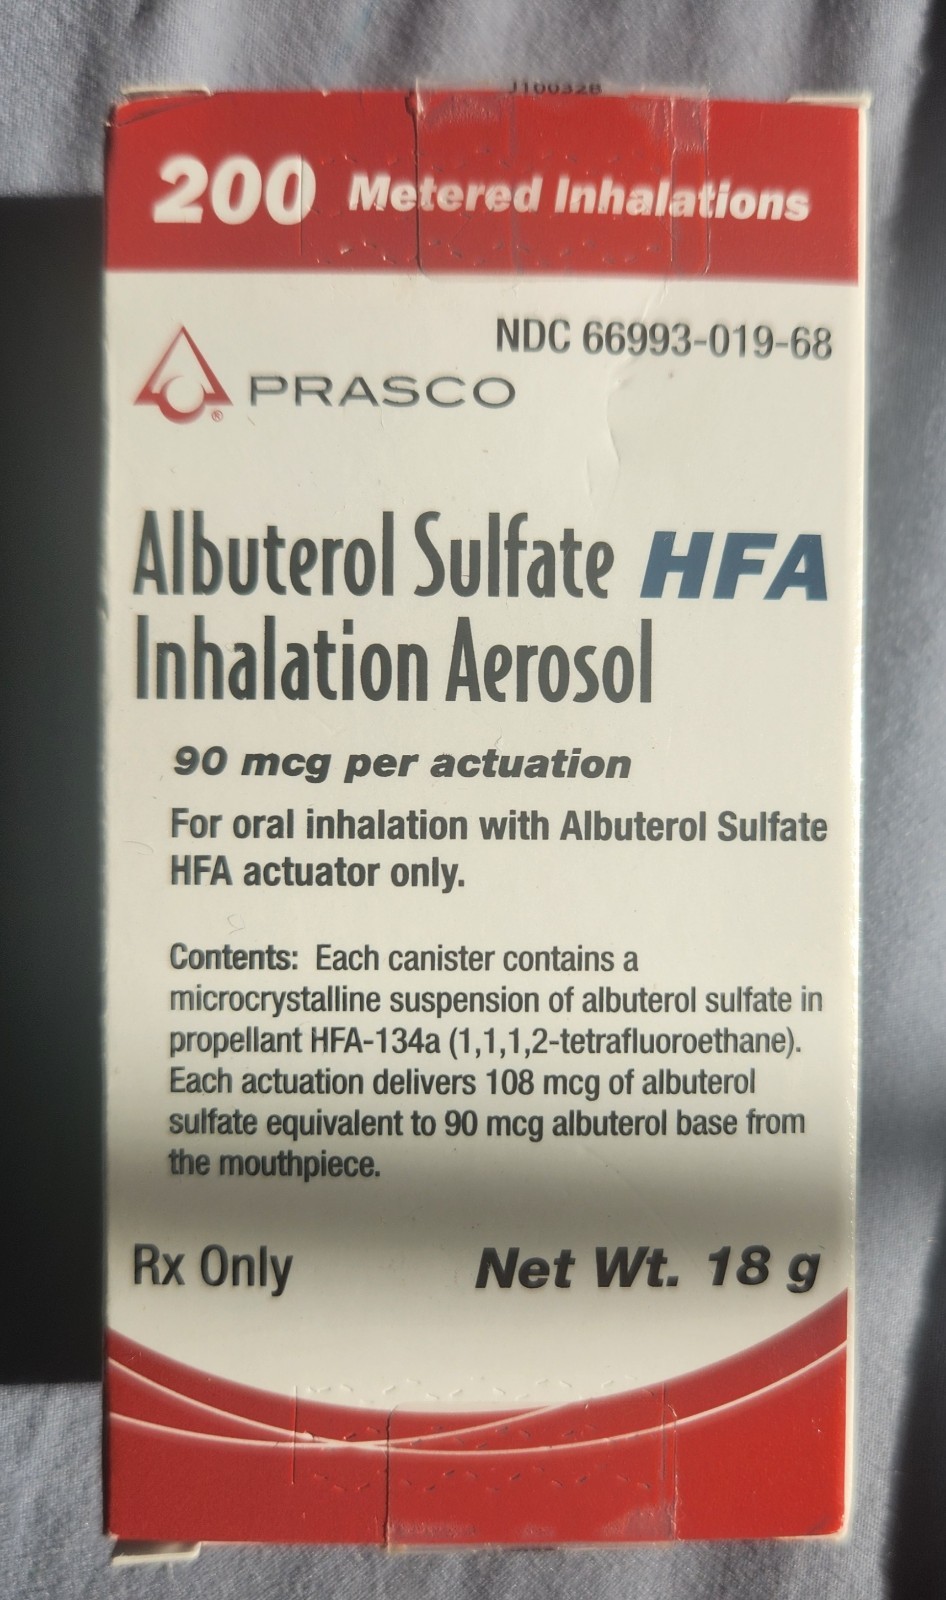 J100328
200 Metered Inhalations
NDC 66993-019-68
PRASCO
®
Albuterol Sulfate HFA
Inhalation Aerosol
90 mcg per actuation
For oral inhalation with Albuterol Sulfate
HFA actuator only.
Contents: Each canister contains a
microcrystalline suspension of albuterol sulfate in
propellant HFA-134a (1,1,1,2-tetrafluoroethane).
Each actuation delivers 108 mcg of albuterol
sulfate equivalent to 90 mcg albuterol base from
the mouthpiece.
Rx Only
Net Wt. 18 g